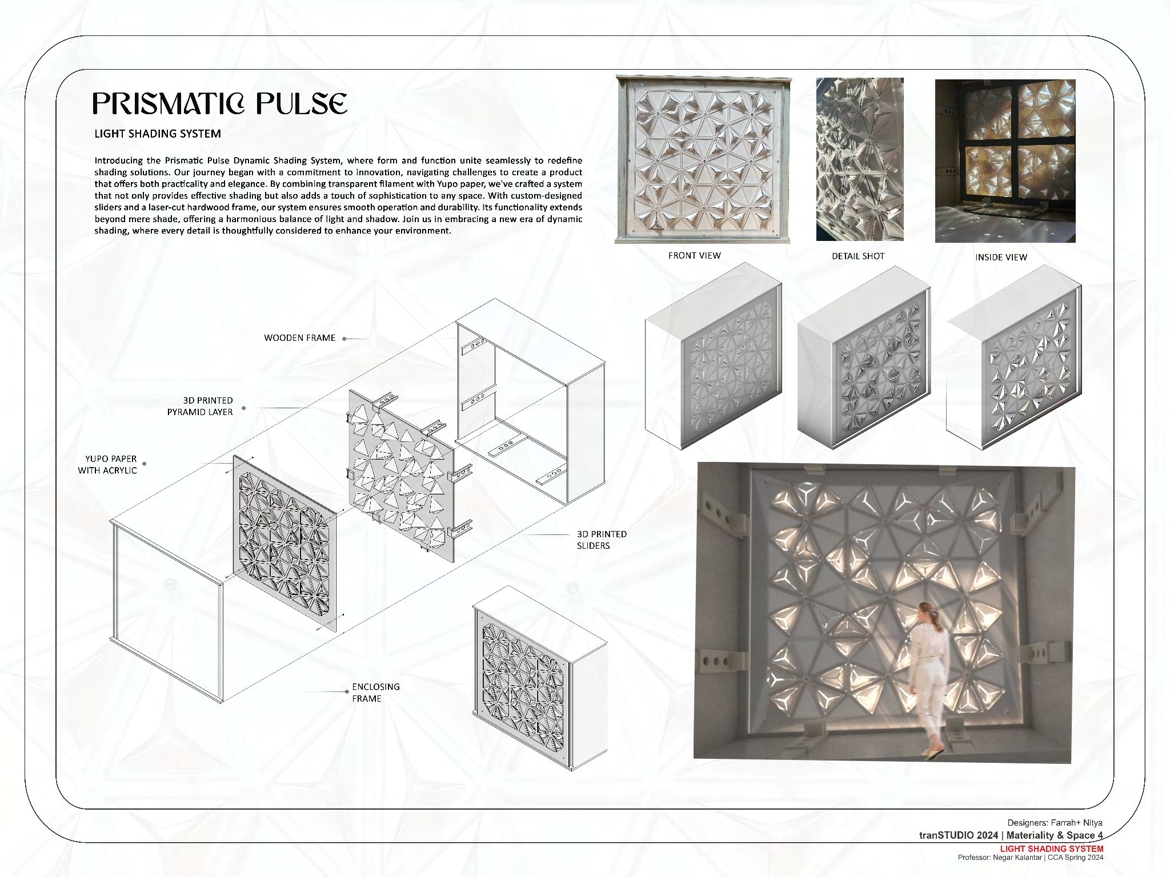 PRISMATIC PULSE
LIGHT SHADING SYSTEM
Introducing the Prismatic Pulse Dynamic Shading System, where form and function unite seamlessly to redefine
shading solutions. Our journey began with a commitment to innovation, navigating challenges to create a product
that offers both practicality and elegance. By combining transparent filament with Yupo paper, we've crafted a system
that not only provides effective shading but also adds a touch of sophistication to any space. With custom-designed
sliders and a laser-cut hardwood frame, our system ensures smooth operation and durability. Its functionality extends
beyond mere shade, offering a harmonious balance of light and shadow. Join us in embracing a new era of dynamic
shading, where every detail is thoughtfully considered to enhance your environment.
FRONT VIEW
DETAIL SHOT
INSIDE VIEW
WOODEN FRAME
3D PRINTED
PYRAMID LAYER
YUPO PAPER
WITH ACRYLIC
3D PRINTED
SLIDERS
ENCLOSING
FRAME
Designers: Farrah+ Nitya
tranSTUDIO 2024 | Materiality & Space 4
LIGHT SHADING SYSTEM
Professor: Negar Kalantar | CCA Spring 2024